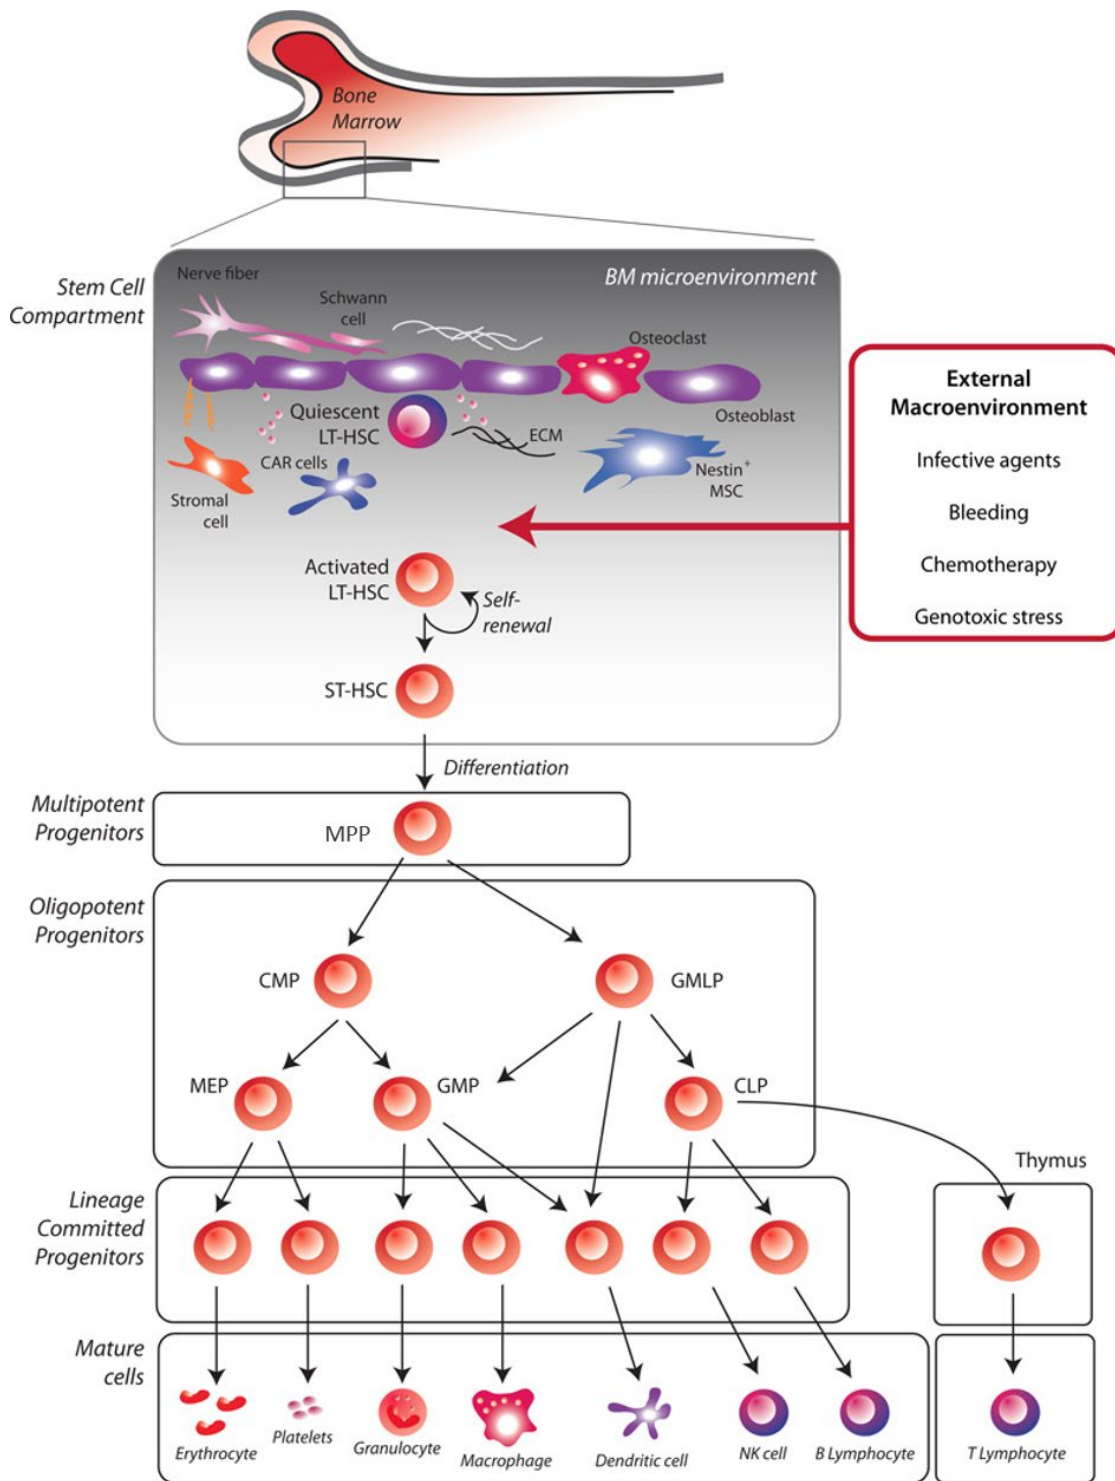 Bone
Marrow
Stem Cell
Compartment
BM microenvironment
Nerve fiber
Schwann
cell
Osteoclast
Osteoblast
Quiescent
LT-HSC
ECM
CAR cells
Nestin⁺
MSC
Stromal
cell
External
Macroenvironment
Infective agents
Bleeding
Chemotherapy
Genotoxic stress
Activated
LT-HSC
Self-
renewal
ST-HSC
Differentiation
Multipotent
Progenitors
MPP
Oligopotent
Progenitors
CMP
GMLP
MEP
GMP
CLP
Thymus
Lineage
Committed
Progenitors
Mature
cells
Erythrocyte
Platelets
Granulocyte
Macrophage
Dendritic cell
NK cell
B Lymphocyte
T Lymphocyte